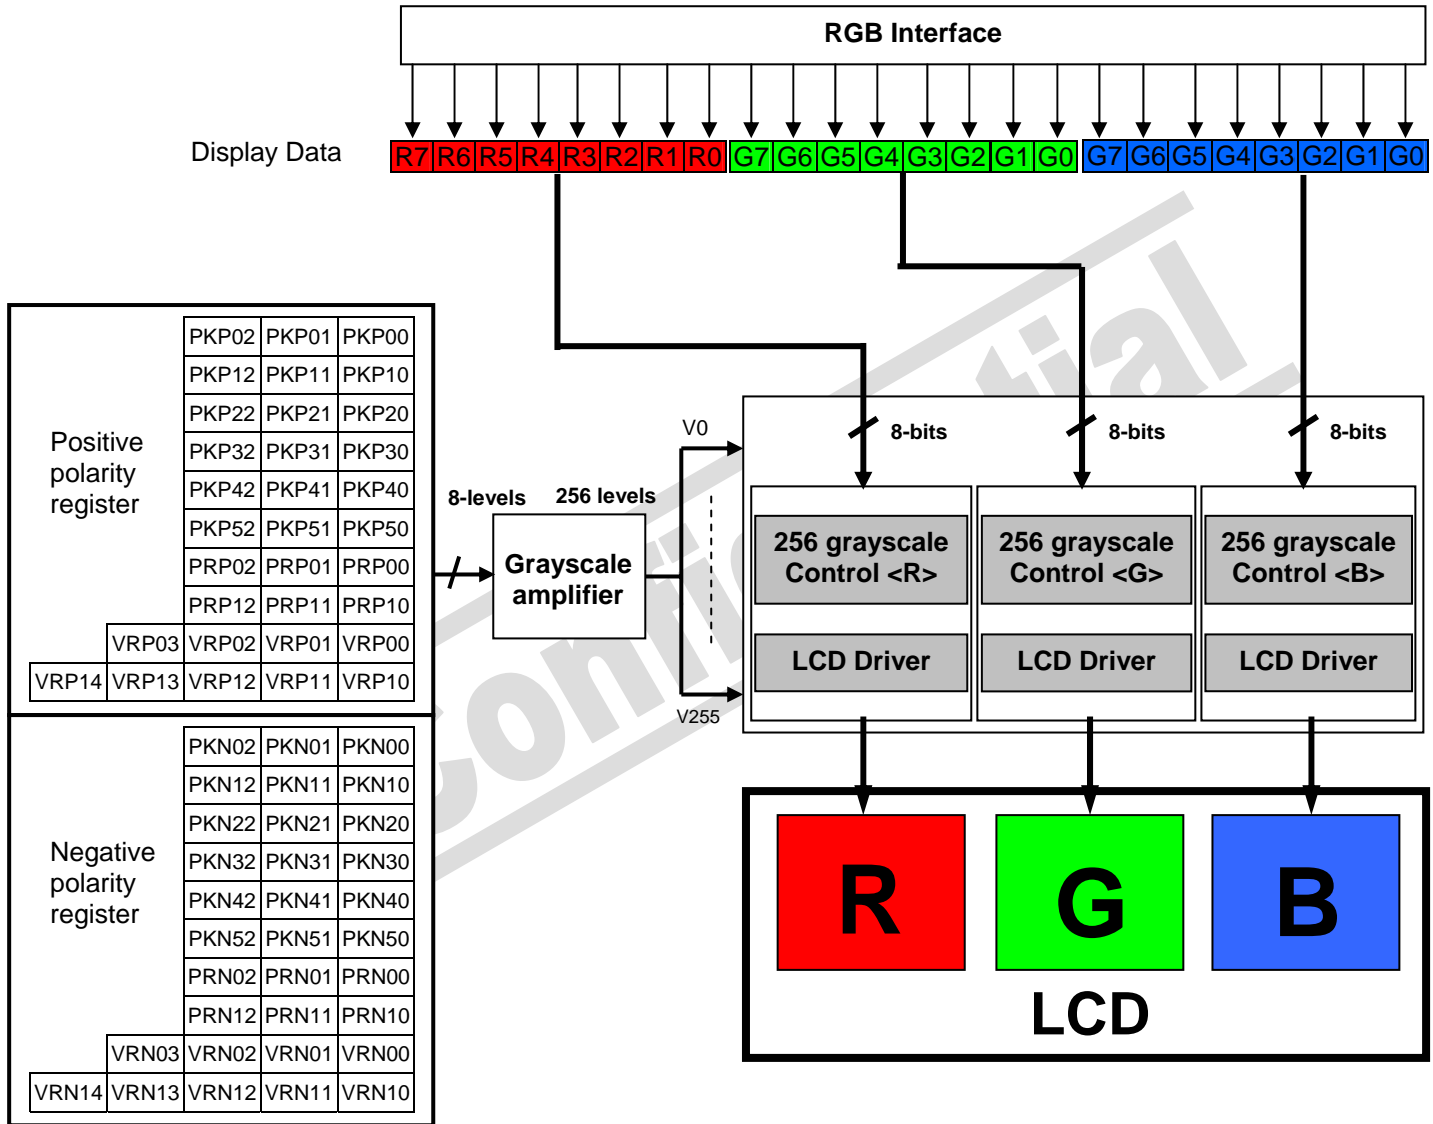 RGB Interface
Display Data
R7 R6 R5 R4 R3 R2 R1 R0 G7 G6 G5 G4 G3 G2 G1 G0 G7 G6 G5 G4 G3 G2 G1 G0
Positive
polarity
register
PKP02 PKP01 PKP00
PKP12 PKP11 PKP10
PKP22 PKP21 PKP20
PKP32 PKP31 PKP30
PKP42 PKP41 PKP40
PKP52 PKP51 PKP50
PRP02 PRP01 PRP00
PRP12 PRP11 PRP10
VRP03 VRP02 VRP01 VRP00
VRP14 VRP13 VRP12 VRP11 VRP10
Negative
polarity
register
PKN02 PKN01 PKN00
PKN12 PKN11 PKN10
PKN22 PKN21 PKN20
PKN32 PKN31 PKN30
PKN42 PKN41 PKN40
PKN52 PKN51 PKN50
PRN02 PRN01 PRN00
PRN12 PRN11 PRN10
VRN03 VRN02 VRN01 VRN00
VRN14 VRN13 VRN12 VRN11 VRN10
8-levels
256 levels
Grayscale
amplifier
V0
V255
8-bits
8-bits
8-bits
256 grayscale
Control <R>
256 grayscale
Control <G>
256 grayscale
Control <B>
LCD Driver
LCD Driver
LCD Driver
R
G
B
LCD
Confidential